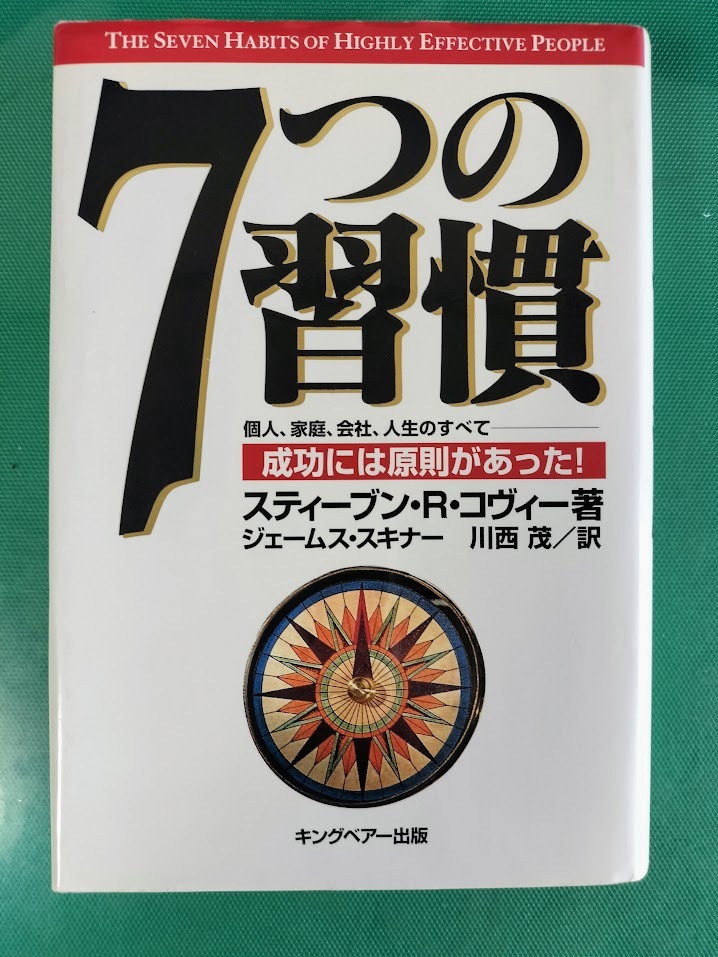 THE SEVEN HABITS OF HIGHLY EFFECTIVE PEOPLE
7つの
習慣
個人、家庭、会社、人生のすべて
成功には原則があった!
スティーブン・R・コヴィー著
ジェームス・スキナー 川西 茂/訳
キングベアー出版